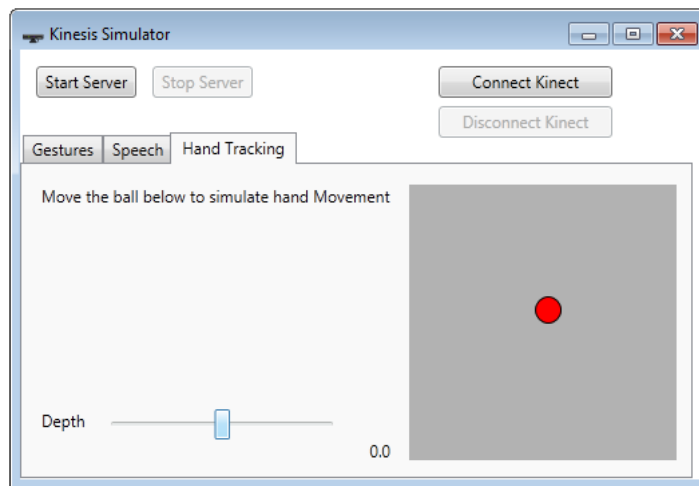 Kinesis Simulator
Start Server
Stop Server
Connect Kinect
Disconnect Kinect
Gestures
Speech
Hand Tracking
Move the ball below to simulate hand Movement
Depth
0.0